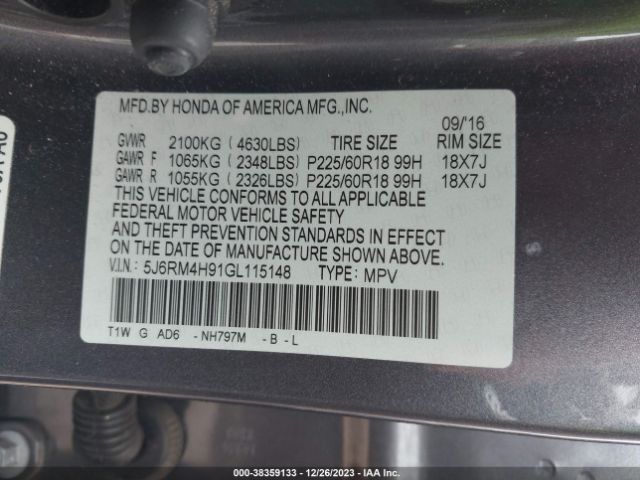 MFD.BY HONDA OF AMERICA MFG.,INC.
09/'16
GVWR 2100KG ( 4630LBS) TIRE SIZE RIM SIZE
GAWR F 1065KG ( 2348LBS) P225/60R18 99H 18X7J
GAWR R 1055KG ( 2326LBS) P225/60R18 99H 18X7J
THIS VEHICLE CONFORMS TO ALL APPLICABLE
FEDERAL MOTOR VEHICLE SAFETY
AND THEFT PREVENTION STANDARDS IN EFFECT
ON THE DATE OF MANUFACTURE SHOWN ABOVE.
V.I.N.: 5J6RM4H91GL115148 TYPE: MPV
T1W G AD6 -NH797M -B -L
000-38359133 - 12/26/2023 - IAA Inc.